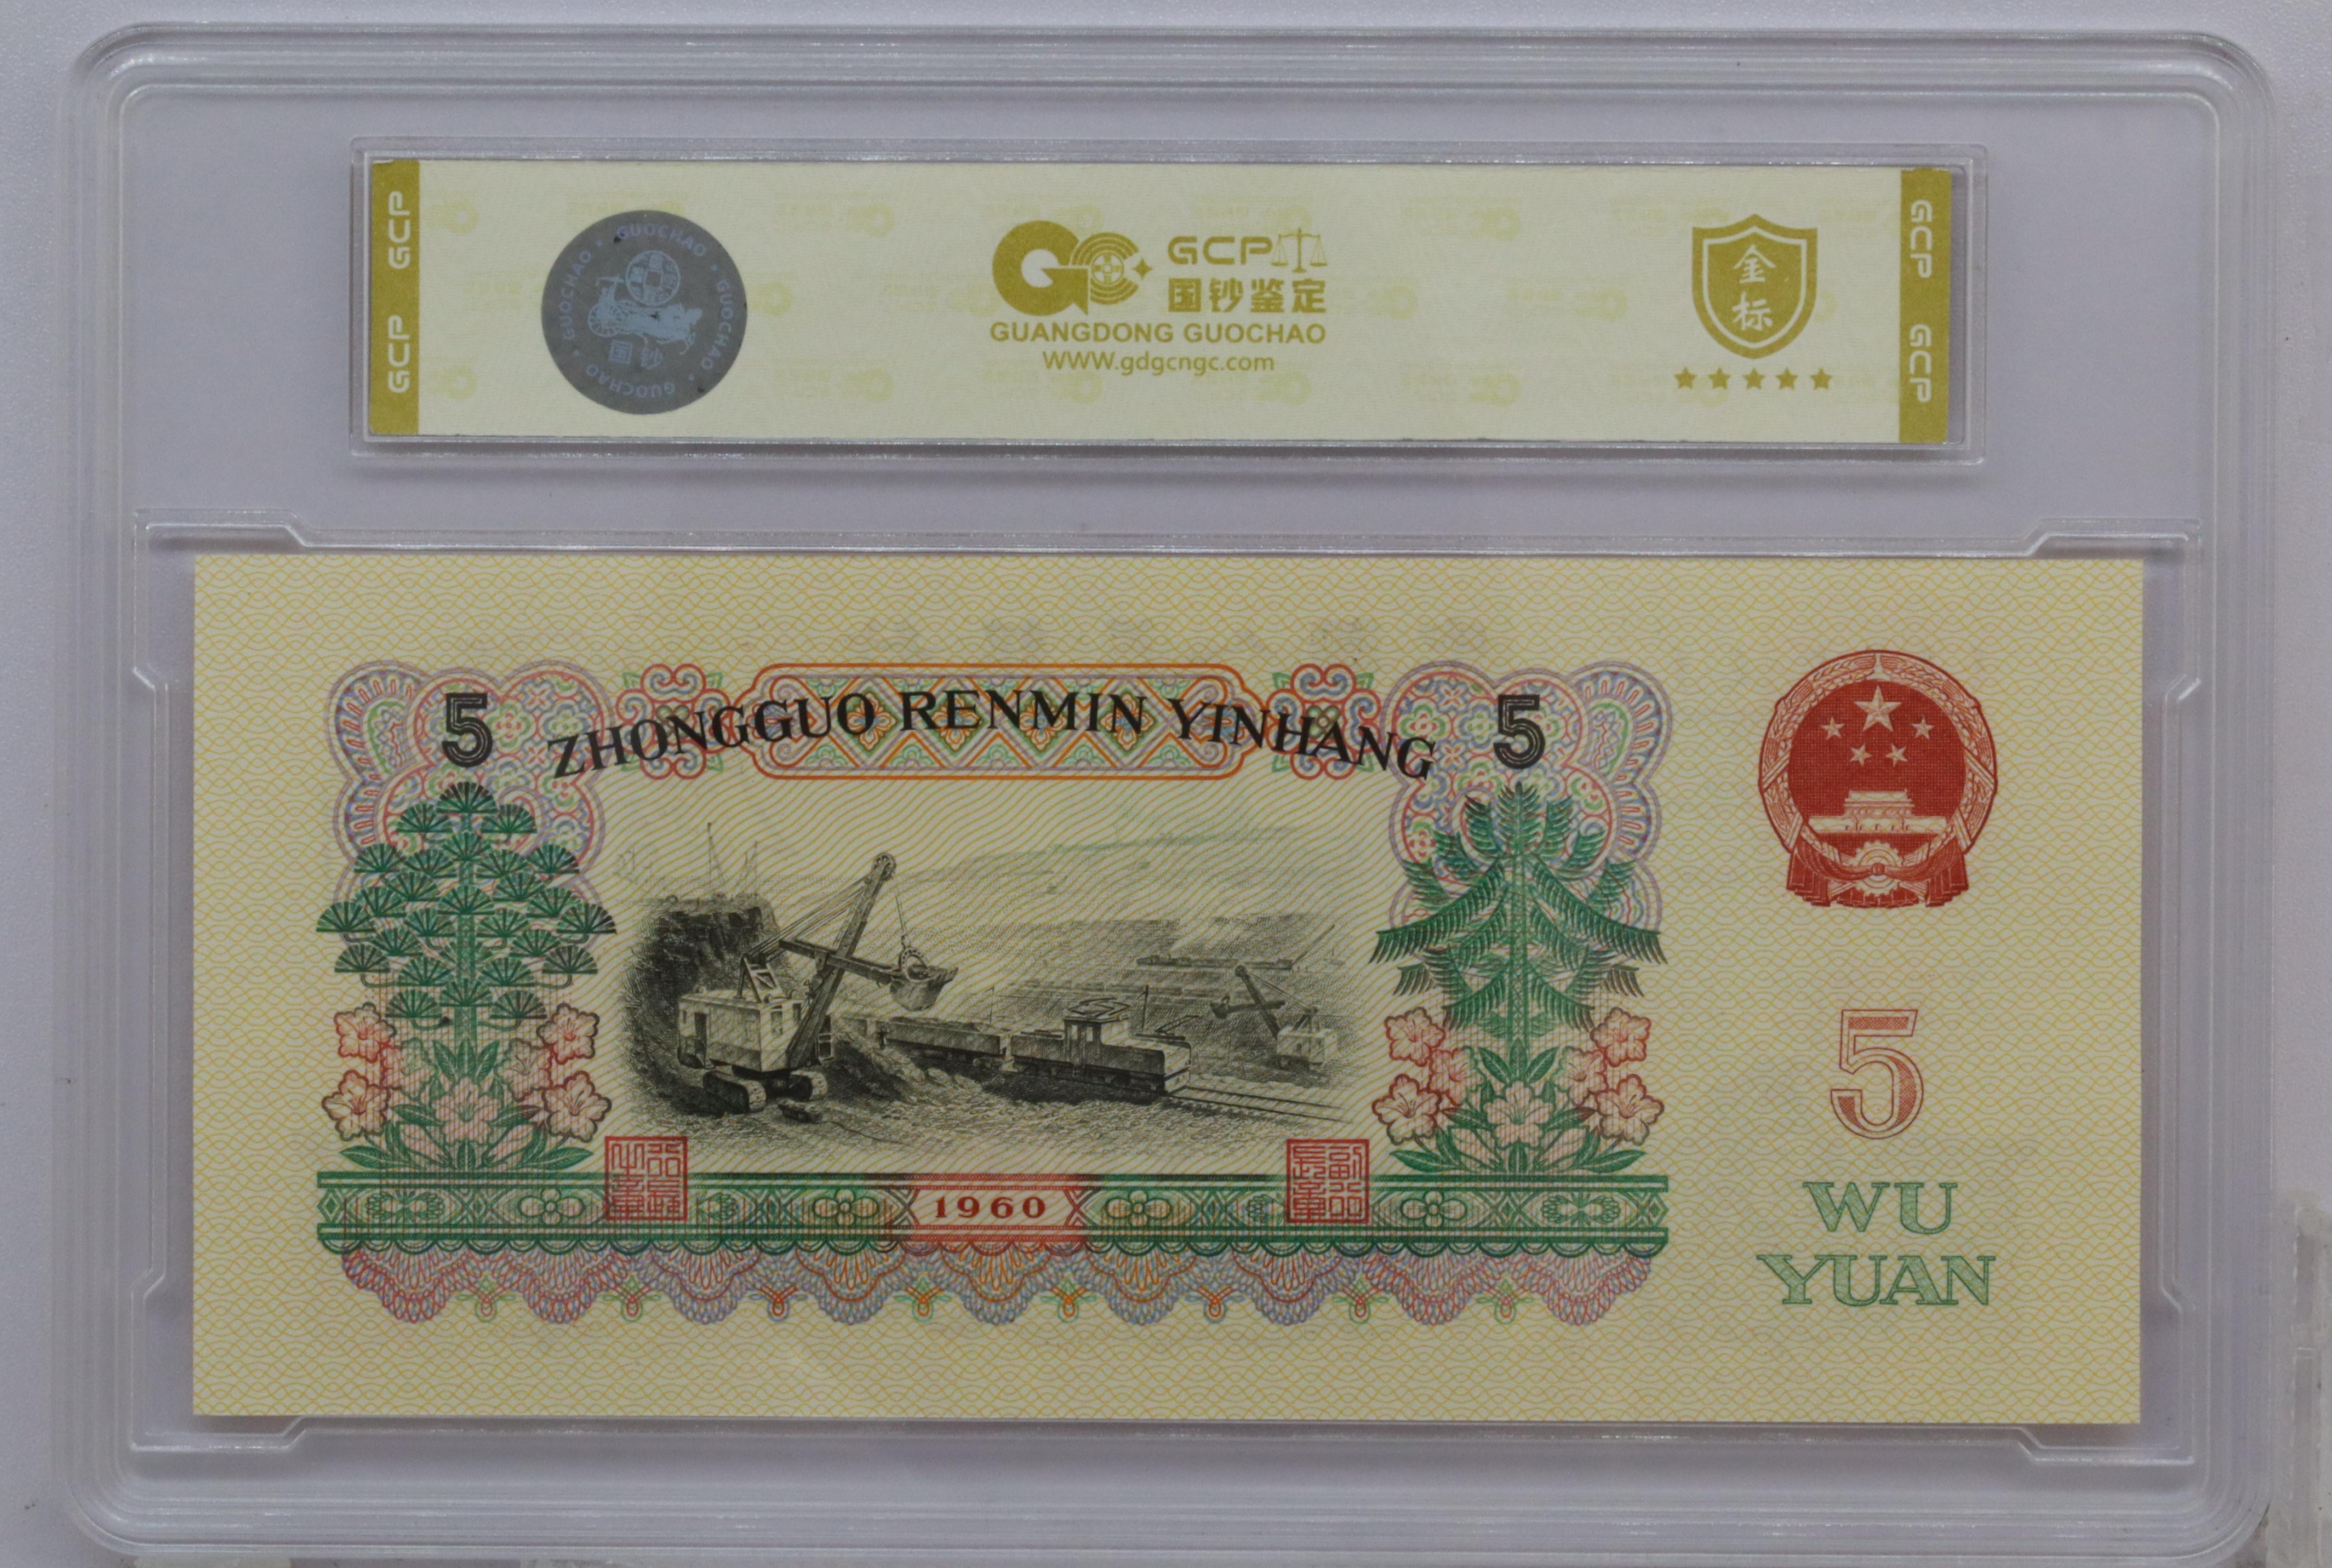 GCP GCP
GUOCHAO • GUOCHAO • GUOCHAO • GUOCHAO
国 钞
GCP
国钞鉴定
GUANGDONG GUOCHAO
WWW.gdgcngc.com
金
标
GCP GCP
5 ZHONGGUO RENMIN YINHANG 5
1960
5
WU
YUAN